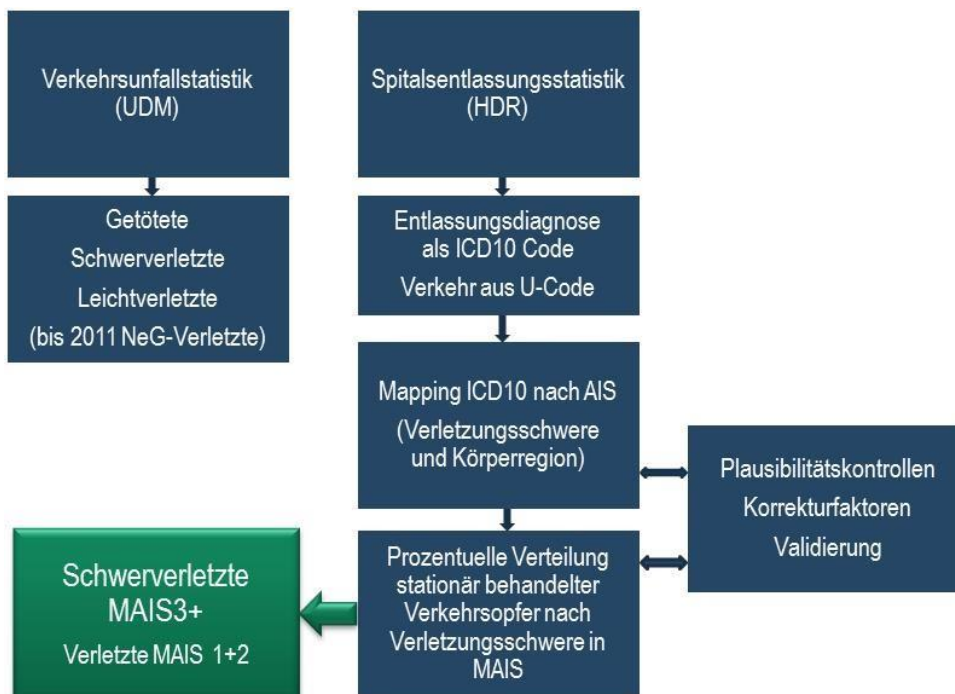 Verkehrsunfallstatistik
(UDM)
Getötete
Schwerverletzte
Leichtverletzte
(bis 2011 NeG-Verletzte)
Spitalsentlassungsstatistik
(HDR)
Entlassungsdiagnose
als ICD10 Code
Verkehr aus U-Code
Mapping ICD10 nach AIS
(Verletzungsschwere
und Körperregion)
Plausibilitätskontrollen
Korrekturfaktoren
Validierung
Prozentuelle Verteilung
stationär behandelter
Verkehrsopfer nach
Verletzungsschwere in
MAIS
Schwerverletzte
MAIS3+
Verletzte MAIS 1+2